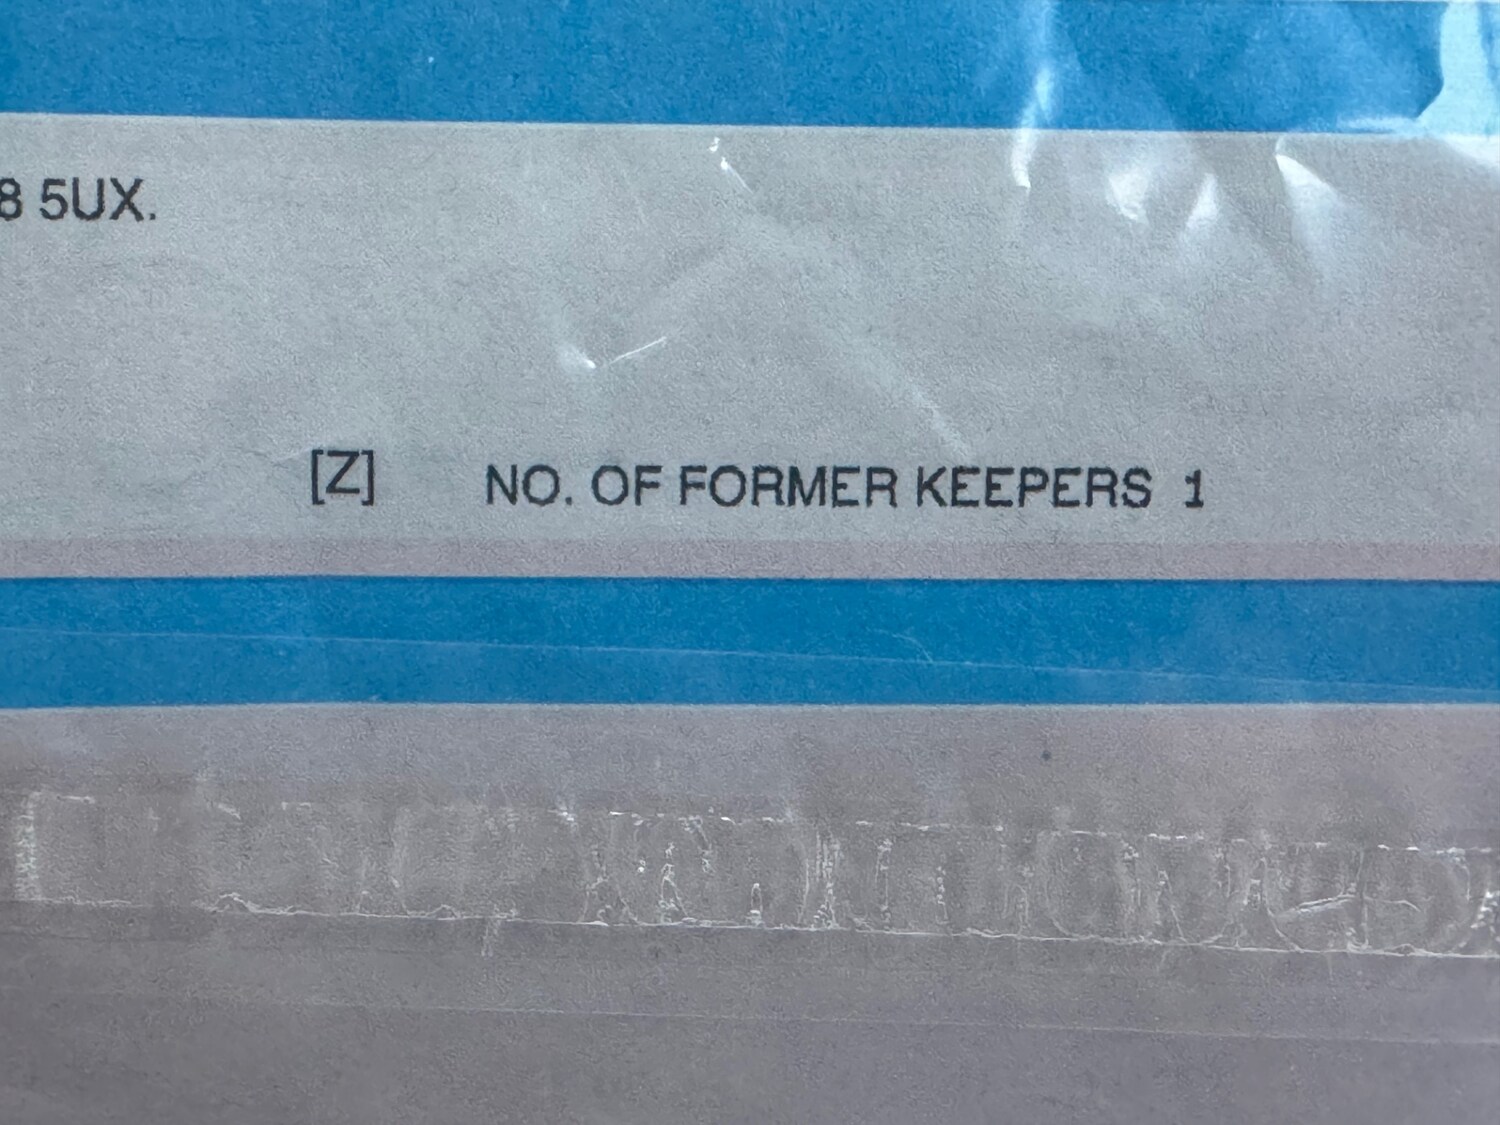 8 5UX.
[Z] NO. OF FORMER KEEPERS 1